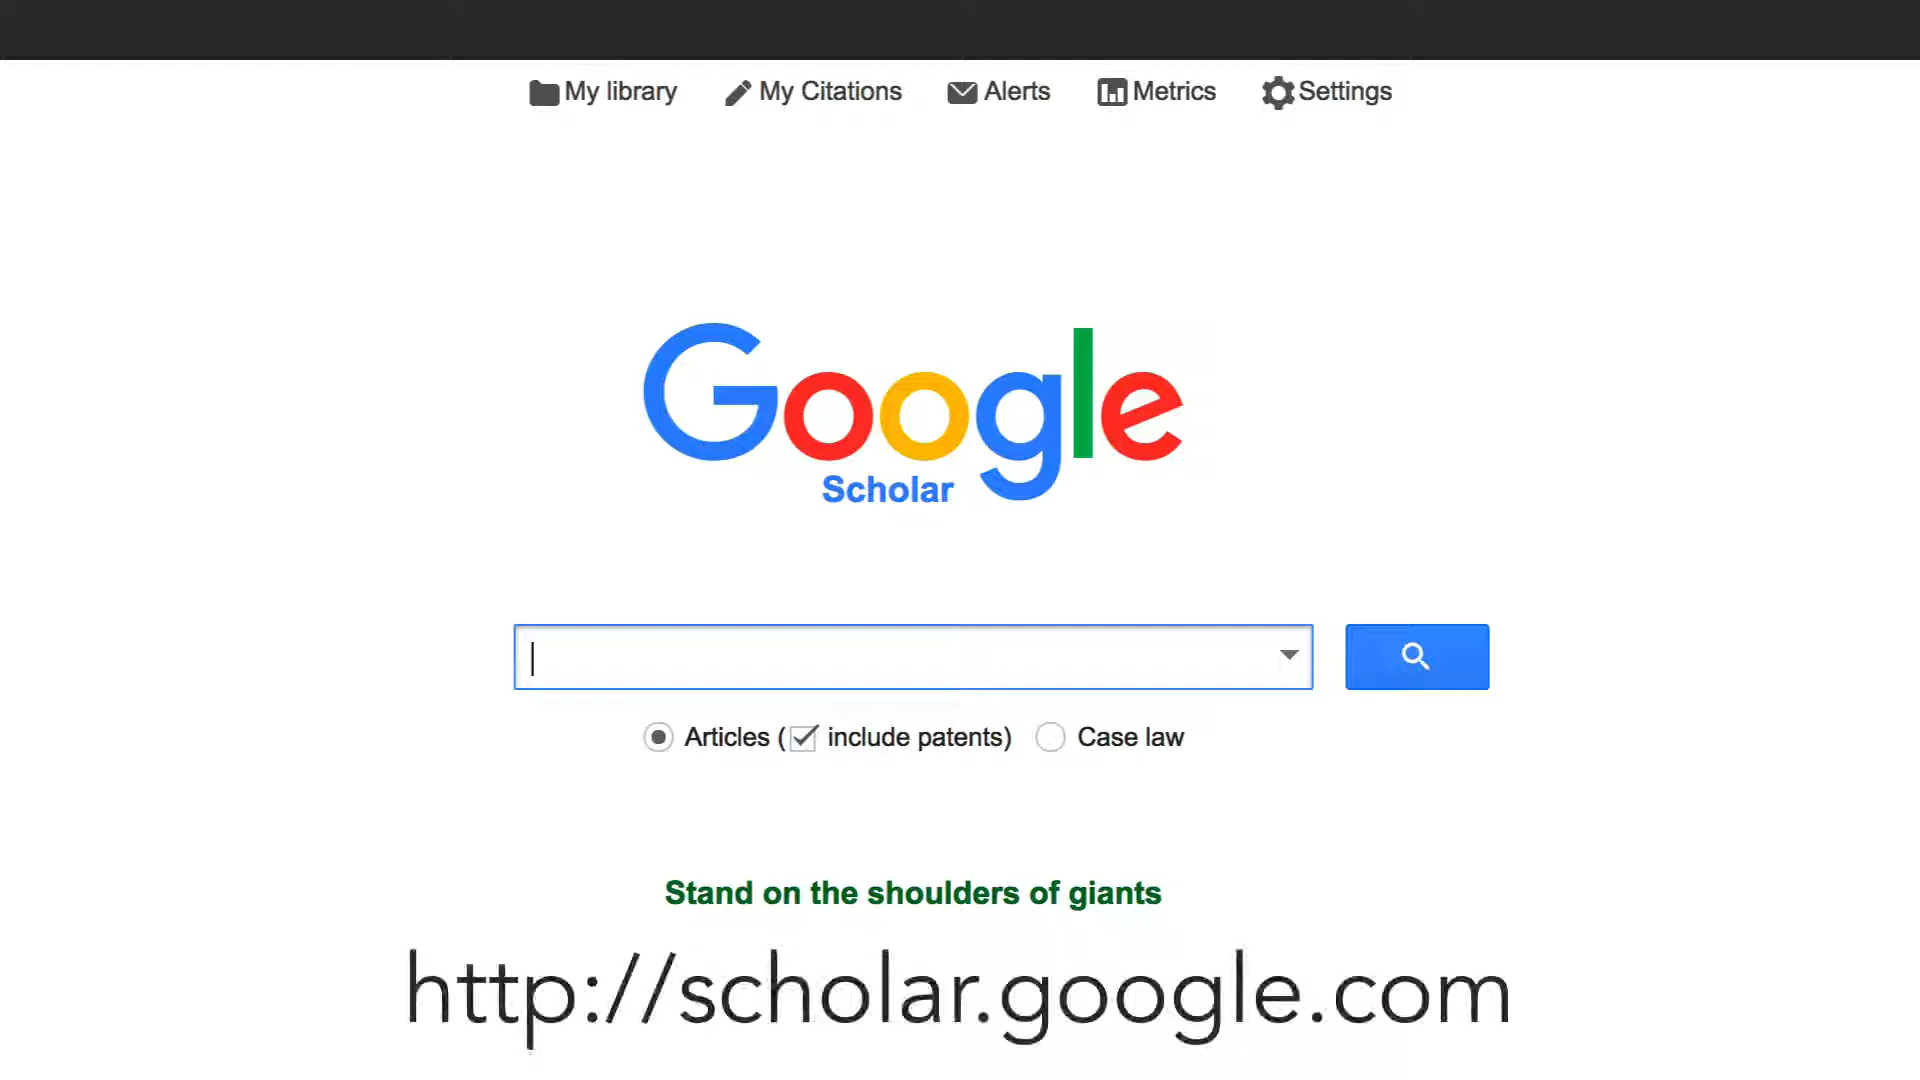 My library My Citations Alerts Metrics Settings
Google
Scholar
Articles ( include patents) Case law
Stand on the shoulders of giants
http://scholar.google.com